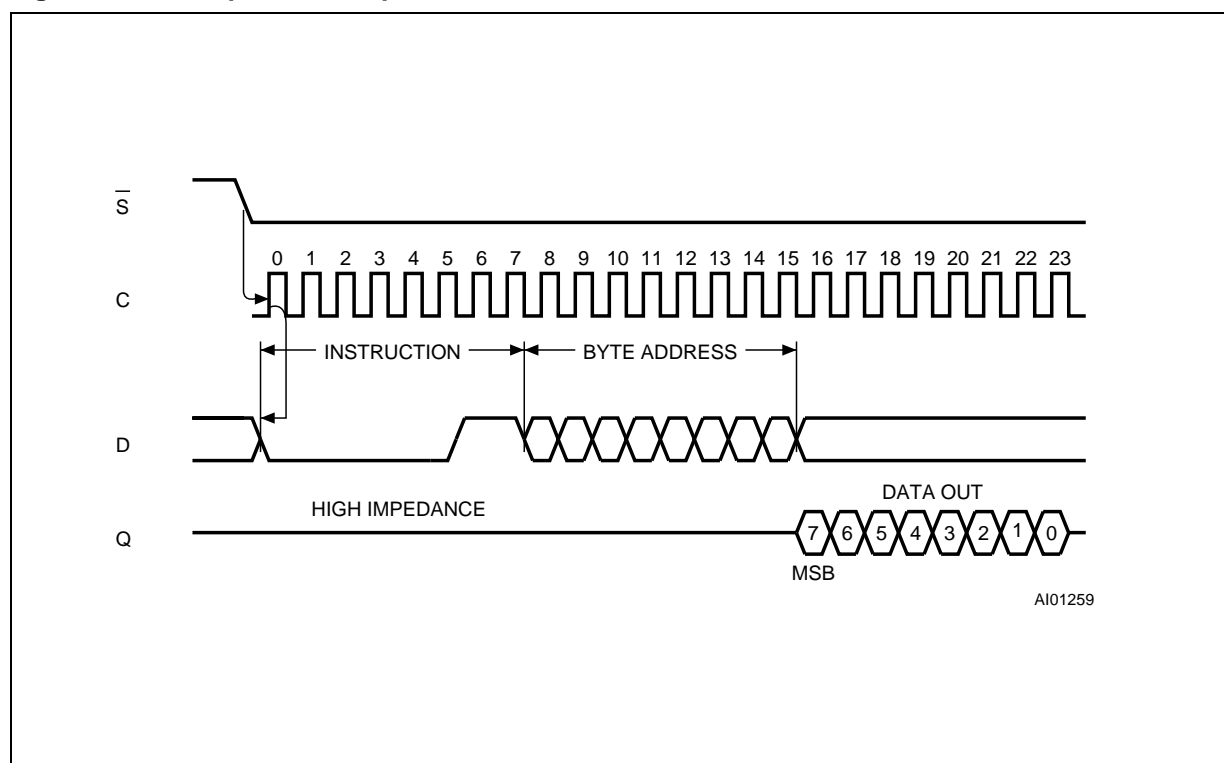 S
0 1 2 3 4 5 6 7 8 9 10 11 12 13 14 15 16 17 18 19 20 21 22 23
C
INSTRUCTION BYTE ADDRESS
D
DATA OUT
HIGH IMPEDANCE
Q 7 6 5 4 3 2 1 0
MSB
AI01259